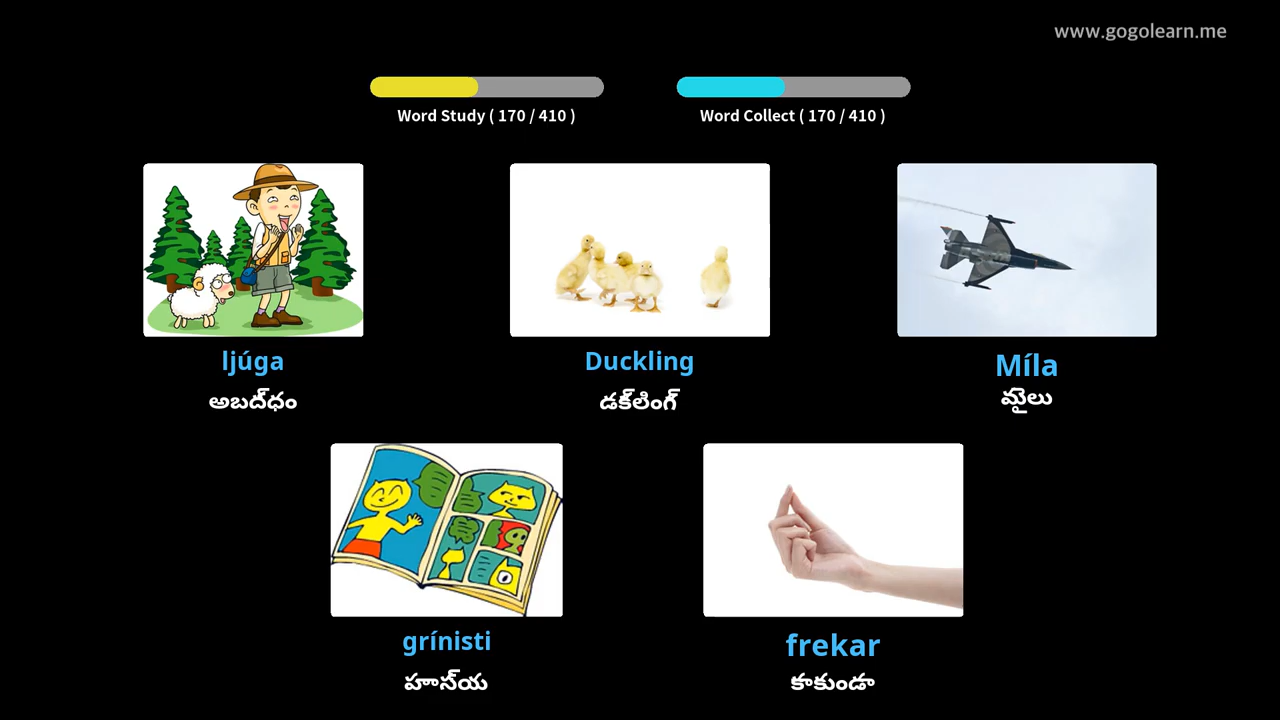 www.gogolearn.me
Word Study ( 170 / 410 )
Word Collect ( 170 / 410 )
ljúga
Duckling
Míla
అబద్‌ధం
డక్‌లింగ్
మైలు
grínisti
frekar
హాస్‌య
కాకుండా